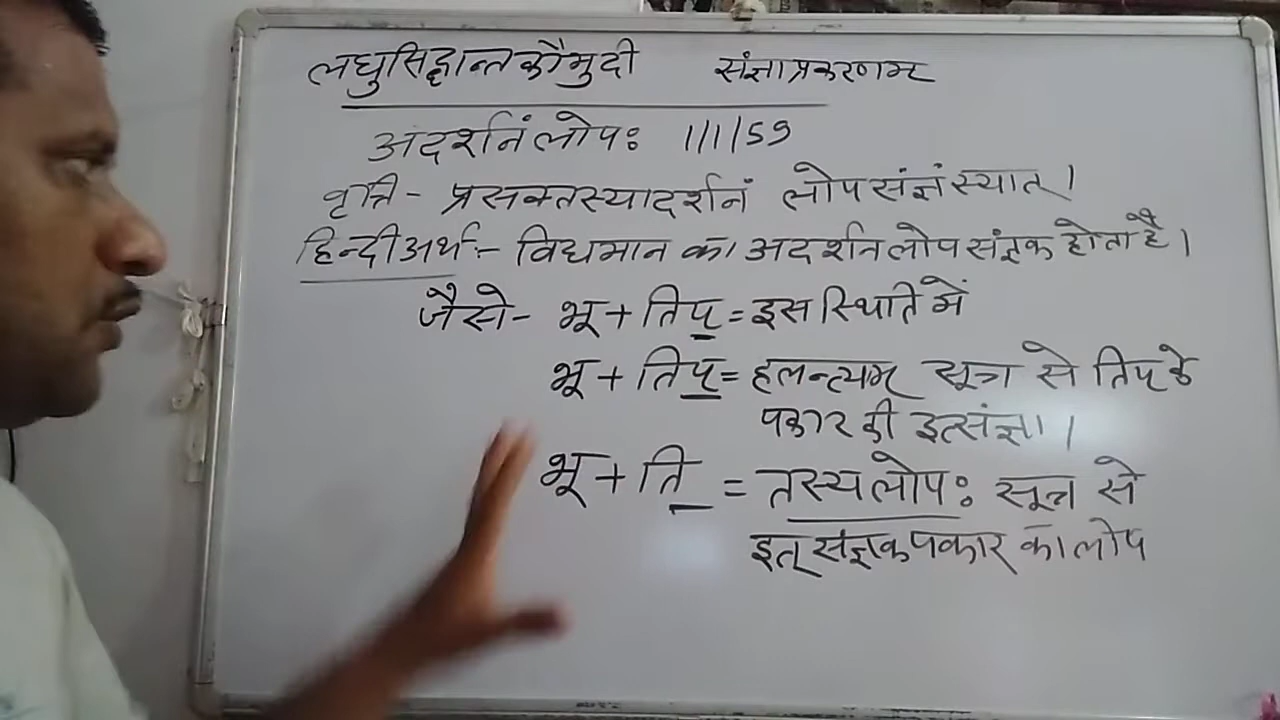 लघुसिद्धान्तकौमुदी संज्ञाप्रकरणम्
अदर्शनं लोपः 1/1/59
वृत्ति - प्रसक्तस्यादर्शनं लोपसंज्ञं स्यात् ।
हिन्दी अर्थ :- विद्यमान का अदर्शन लोप संज्ञक होता है ।
जैसे - भू + तिप् = इस स्थिति में
भू + तिप् = हलन्त्यम् सूत्र से तिप् के
पकार की इत्संज्ञा ।
भू + ति_ = तस्य लोपः सूत्र से
इत् संज्ञक पकार का लोप